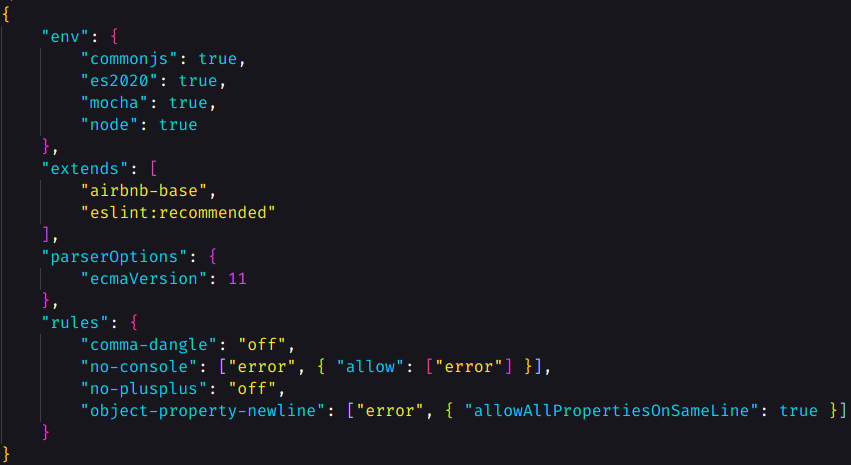 {
    "env": {
        "commonjs": true,
        "es2020": true,
        "mocha": true,
        "node": true
    },
    "extends": [
        "airbnb-base",
        "eslint:recommended"
    ],
    "parserOptions": {
        "ecmaVersion": 11
    },
    "rules": {
        "comma-dangle": "off",
        "no-console": ["error", { "allow": ["error"] }],
        "no-plusplus": "off",
        "object-property-newline": ["error", { "allowAllPropertiesOnSameLine": true }]
    }
}